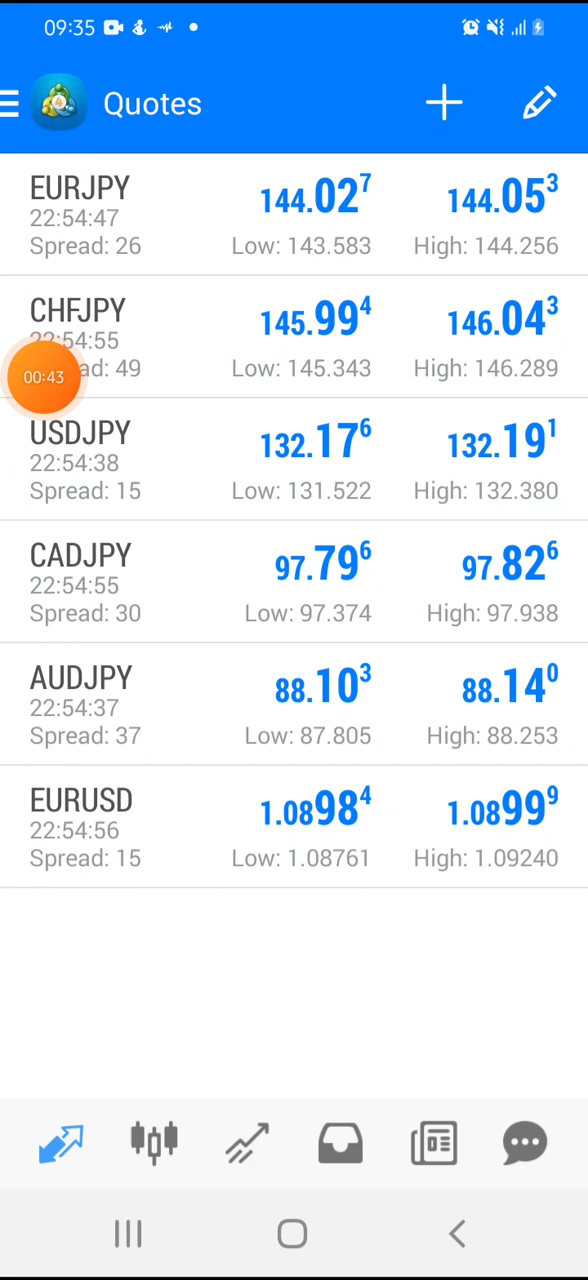 09:35
Quotes
EURJPY 144.027 144.053
22:54:47
Spread: 26 Low: 143.583 High: 144.256
CHFJPY 145.994 146.043
:54:55
ad: 49 Low: 145.343 High: 146.289
00:43
USDJPY 132.176 132.191
22:54:38
Spread: 15 Low: 131.522 High: 132.380
CADJPY 97.796 97.826
22:54:55
Spread: 30 Low: 97.374 High: 97.938
AUDJPY 88.103 88.140
22:54:37
Spread: 37 Low: 87.805 High: 88.253
EURUSD 1.08984 1.08999
22:54:56
Spread: 15 Low: 1.08761 High: 1.09240